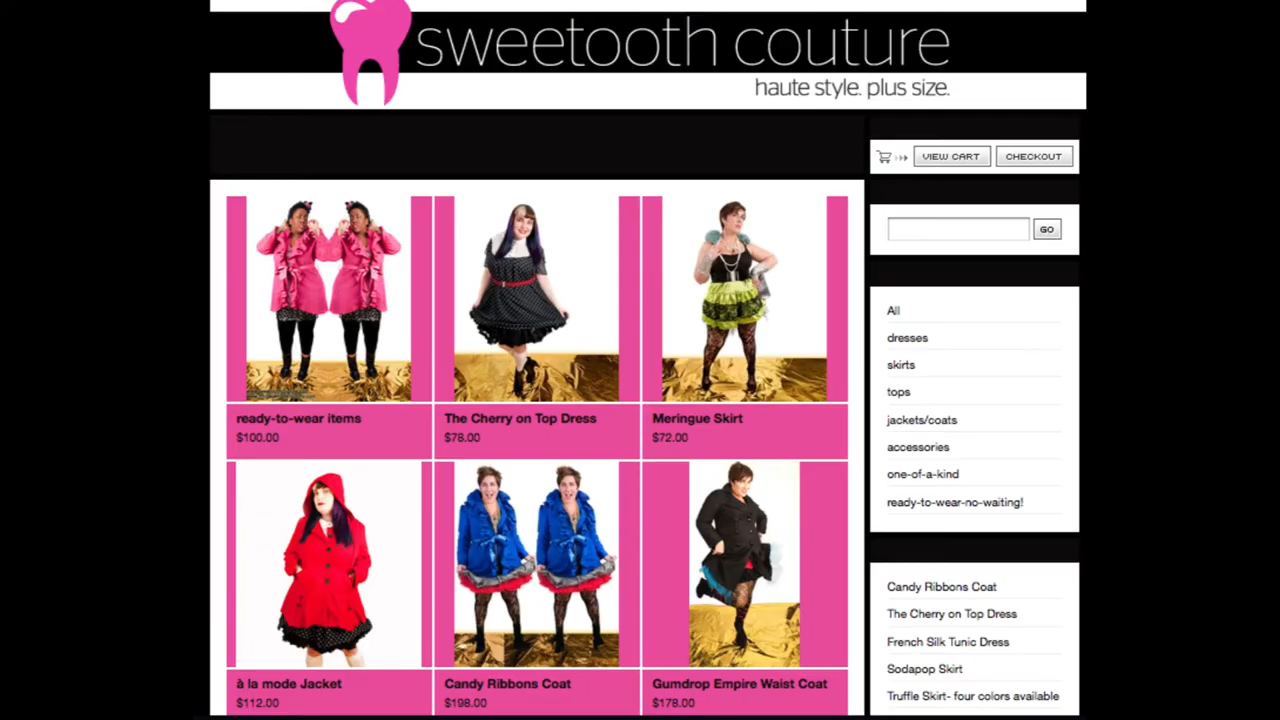 sweetooth couture
haute style. plus size.
VIEW CART
CHECKOUT
GO
ready-to-wear items
$100.00
The Cherry on Top Dress
$78.00
Meringue Skirt
$72.00
à la mode Jacket
$112.00
Candy Ribbons Coat
$198.00
Gumdrop Empire Waist Coat
$178.00
All
dresses
skirts
tops
jackets/coats
accessories
one-of-a-kind
ready-to-wear-no-waiting!
Candy Ribbons Coat
The Cherry on Top Dress
French Silk Tunic Dress
Sodapop Skirt
Truffle Skirt- four colors available